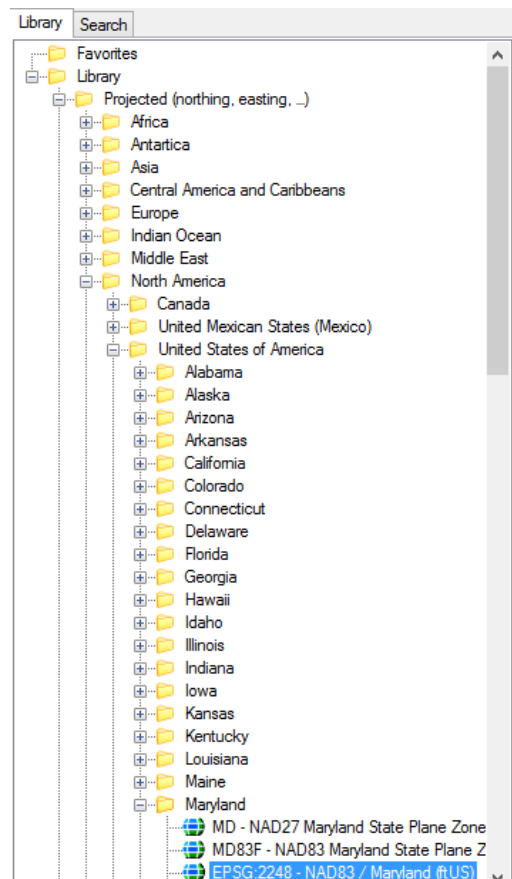 Library Search
Favorites
Library
Projected (northing, easting, ...)
Africa
Antartica
Asia
Central America and Caribbeans
Europe
Indian Ocean
Middle East
North America
Canada
United Mexican States (Mexico)
United States of America
Alabama
Alaska
Arizona
Arkansas
California
Colorado
Connecticut
Delaware
Florida
Georgia
Hawaii
Idaho
Illinois
Indiana
Iowa
Kansas
Kentucky
Louisiana
Maine
Maryland
MD - NAD27 Maryland State Plane Zone
MD83F - NAD83 Maryland State Plane Z
EPSG:2248 - NAD83 / Maryland (ftUS)